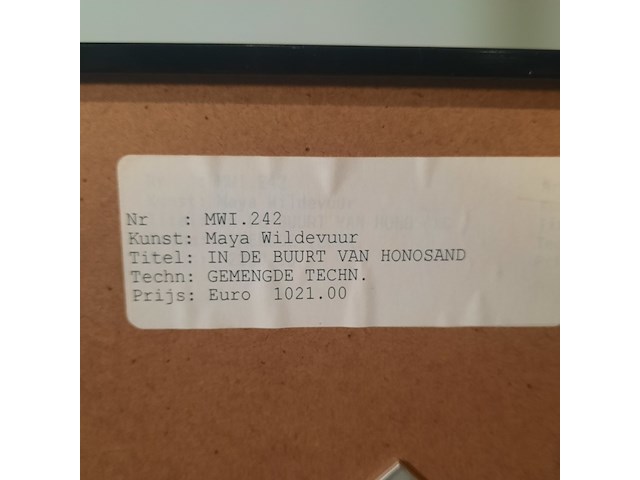 Nr : MWI.242
Kunst: Maya Wildevuur
Titel: IN DE BUURT VAN HONOSAND
Techn: GEMENGDE TECHN.
Prijs: Euro 1021.00